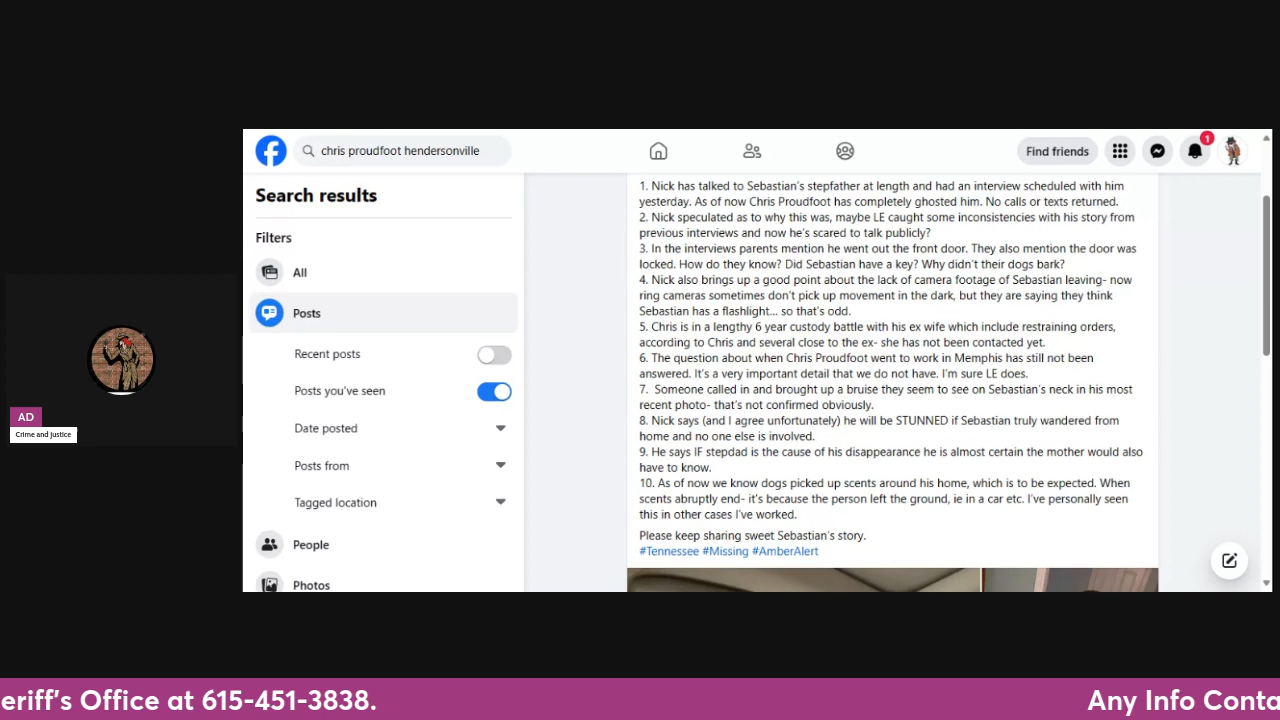 chris proudfoot hendersonville
Find friends
1
Search results
Filters
All
Posts
Recent posts
Posts you've seen
Date posted
Posts from
Tagged location
People
Photos
1. Nick has talked to Sebastian's stepfather at length and had an interview scheduled with him
yesterday. As of now Chris Proudfoot has completely ghosted him. No calls or texts returned.
2. Nick speculated as to why this was, maybe LE caught some inconsistencies with his story from
previous interviews and now he's scared to talk publicly?
3. In the interviews parents mention he went out the front door. They also mention the door was
locked. How do they know? Did Sebastian have a key? Why didn't their dogs bark?
4. Nick also brings up a good point about the lack of camera footage of Sebastian leaving- now
ring cameras sometimes don't pick up movement in the dark, but they are saying they think
Sebastian has a flashlight... so that's odd.
5. Chris is in a lengthy 6 year custody battle with his ex wife which include restraining orders,
according to Chris and several close to the ex- she has not been contacted yet.
6. The question about when Chris Proudfoot went to work in Memphis has still not been
answered. It's a very important detail that we do not have. I'm sure LE does.
7. Someone called in and brought up a bruise they seem to see on Sebastian's neck in his most
recent photo- that's not confirmed obviously.
8. Nick says (and I agree unfortunately) he will be STUNNED if Sebastian truly wandered from
home and no one else is involved.
9. He says IF stepdad is the cause of his disappearance he is almost certain the mother would also
have to know.
10. As of now we know dogs picked up scents around his home, which is to be expected. When
scents abruptly end- it's because the person left the ground, ie in a car etc. I've personally seen
this in other cases I've worked.
Please keep sharing sweet Sebastian's story.
#Tennessee #Missing #AmberAlert
AD
Crime and Justice
eriff's Office at 615-451-3838.
Any Info Conta